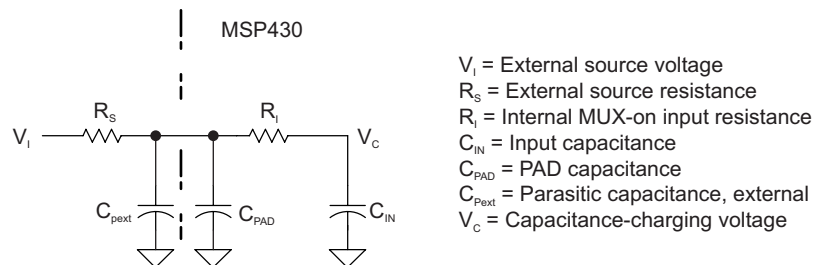 MSP430
V_I = External source voltage
R_S = External source resistance
R_I = Internal MUX-on input resistance
C_IN = Input capacitance
C_PAD = PAD capacitance
C_Pext = Parasitic capacitance, external
V_C = Capacitance-charging voltage
V_I
R_S
R_I
V_C
C_pext
C_PAD
C_IN